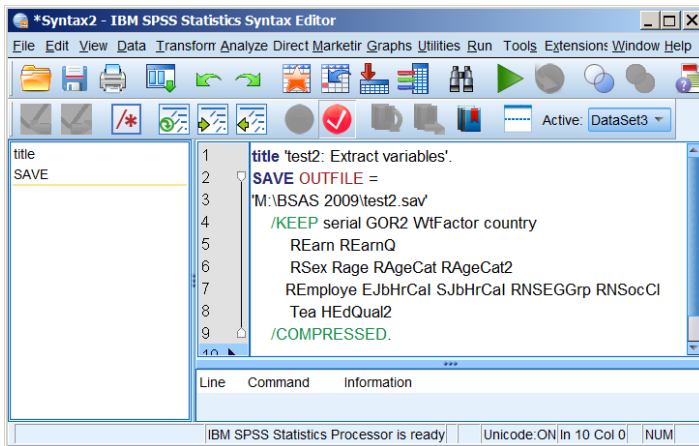 *Syntax2 - IBM SPSS Statistics Syntax Editor
File Edit View Data Transform Analyze Direct Marketir Graphs Utilities Run Tools Extensions Window Help
Active: DataSet3
title
SAVE
1 title 'test2: Extract variables'.
2 SAVE OUTFILE =
3 'M:\BSAS 2009\test2.sav'
4 /KEEP serial GOR2 WtFactor country
5 REarn REarnQ
6 RSex Rage RAgeCat RAgeCat2
7 REmploye EJbHrCaI SJbHrCaI RNSEGGrp RNSocCl
8 Tea HEdQual2
9 /COMPRESSED.
10
Line Command Information
IBM SPSS Statistics Processor is ready Unicode:ON In 10 Col 0 NUM